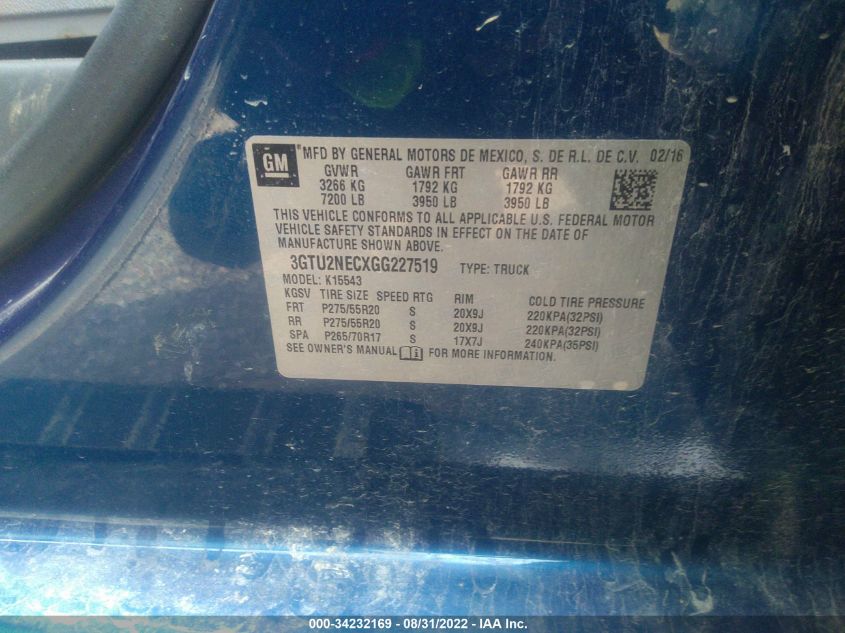 GM ® MFD BY GENERAL MOTORS DE MEXICO, S. DE R.L. DE C.V. 02/16
GVWR GAWR FRT GAWR RR
3266 KG 1792 KG 1792 KG
7200 LB 3950 LB 3950 LB
THIS VEHICLE CONFORMS TO ALL APPLICABLE U.S. FEDERAL MOTOR
VEHICLE SAFETY STANDARDS IN EFFECT ON THE DATE OF
MANUFACTURE SHOWN ABOVE.
3GTU2NECXGG227519 TYPE: TRUCK
MODEL: K15543
KGSV TIRE SIZE SPEED RTG RIM COLD TIRE PRESSURE
FRT P275/55R20 S 20X9J 220KPA(32PSI)
RR P275/55R20 S 20X9J 220KPA(32PSI)
SPA P265/70R17 S 17X7J 240KPA(35PSI)
SEE OWNER'S MANUAL FOR MORE INFORMATION.
000-34232169 - 08/31/2022 - IAA Inc.